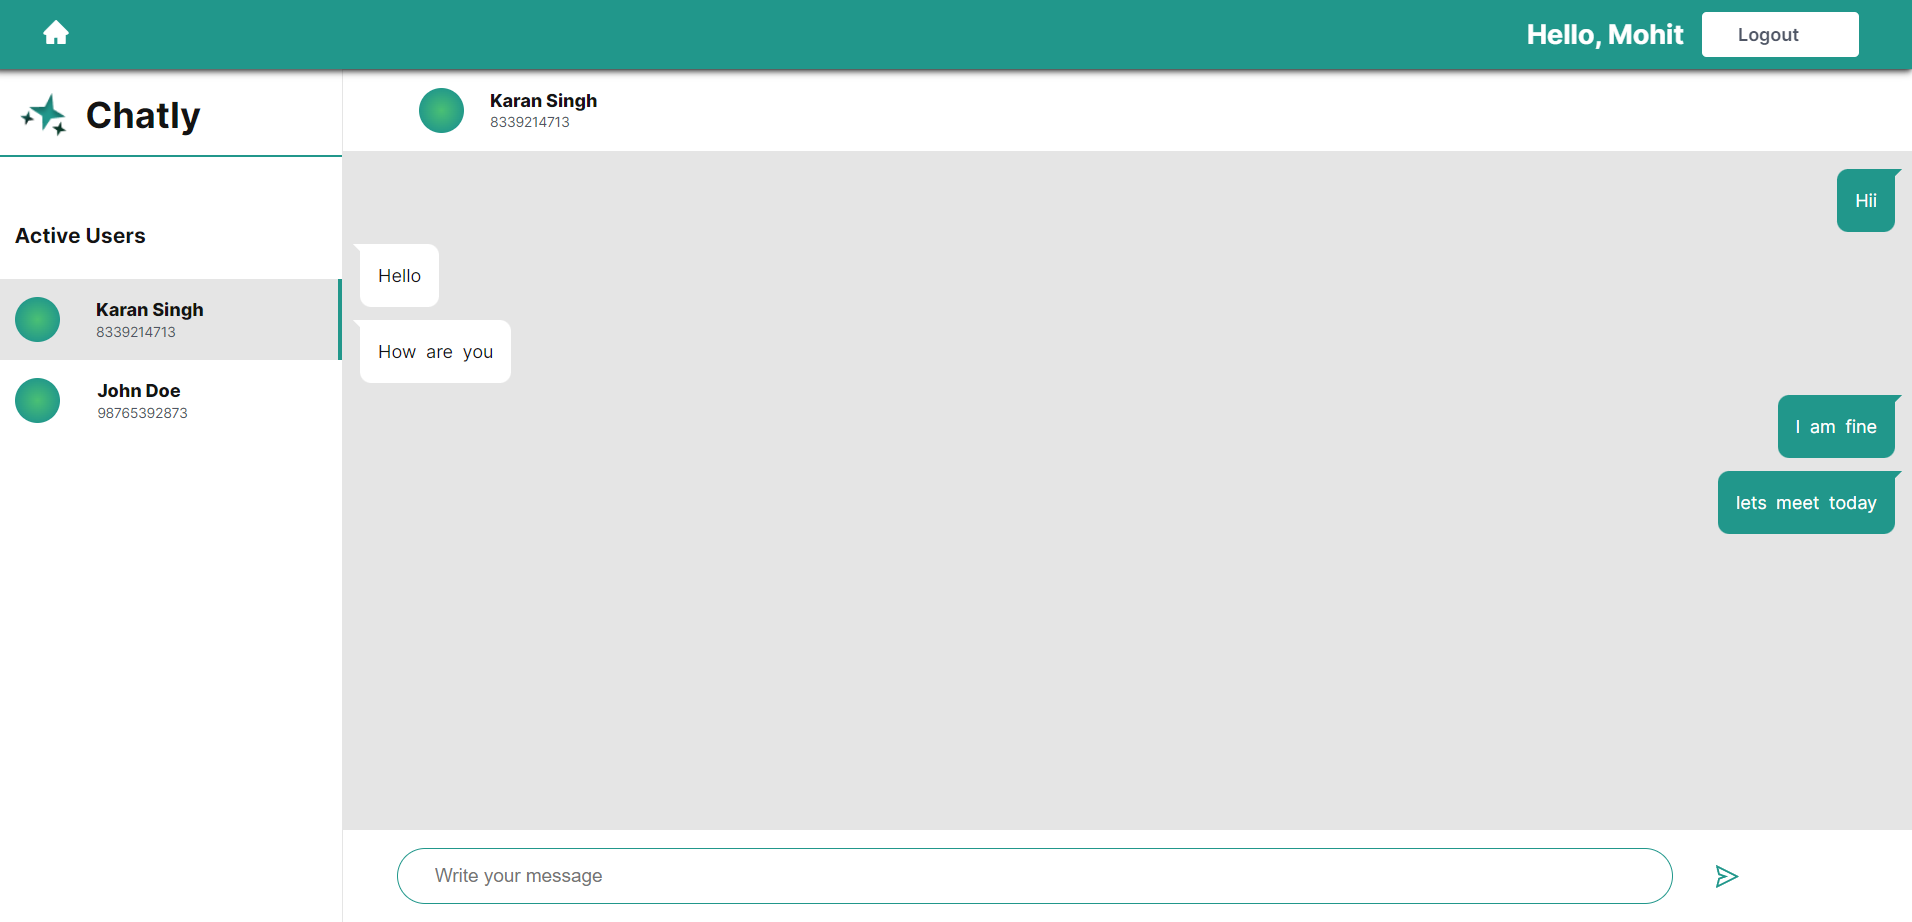 Hello, Mohit
Logout
Chatly
Active Users
Karan Singh
8339214713
John Doe
98765392873
Karan Singh
8339214713
Hii
Hello
How are you
I am fine
lets meet today
Write your message